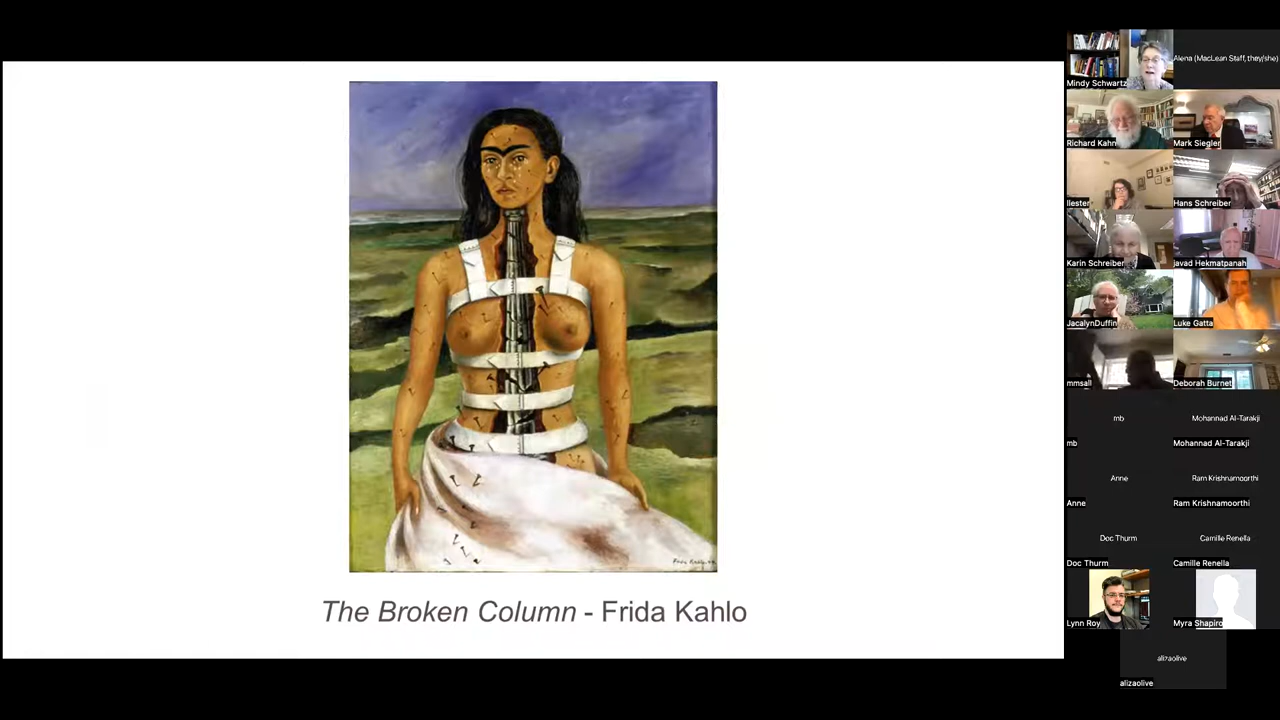 The Broken Column - Frida Kahlo
Mindy Schwartz
Alena (MacLean Staff, they/she)
Richard Kahn
Mark Siegler
llester
Hans Schreiber
Karin Schreiber
javad Hekmatpanah
JacalynDuffin
Luke Gatta
mmsall
Deborah Burnet
mb
Mohannad Al-Tarakji
mb
Mohannad Al-Tarakji
Anne
Ram Krishnamoorthi
Anne
Ram Krishnamoorthi
Doc Thurm
Camille Renella
Doc Thurm
Camille Renella
Lynn Roy
Myra Shapiro
alizaolive
alizaolive